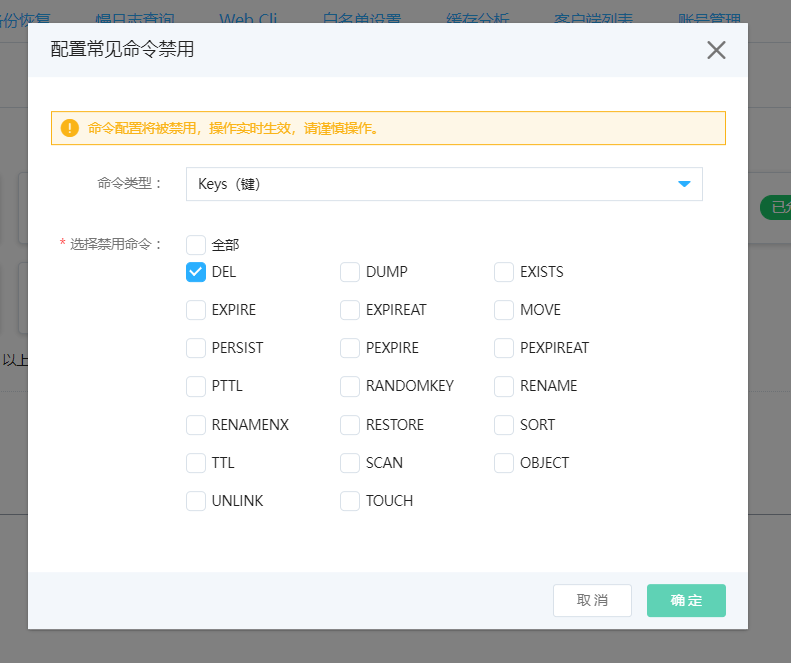 份恢复 慢日志查询 Web Cli 白名单设置 缓存分析 客户端列表 账号管理
配置常见命令禁用
命令配置将被禁用，操作实时生效，请谨慎操作。
命令类型： Keys（键）
* 选择禁用命令： 全部
DEL DUMP EXISTS
EXPIRE EXPIREAT MOVE
PERSIST PEXPIRE PEXPIREAT
PTTL RANDOMKEY RENAME
RENAMENX RESTORE SORT
TTL SCAN OBJECT
UNLINK TOUCH
已
以上
取消 确定